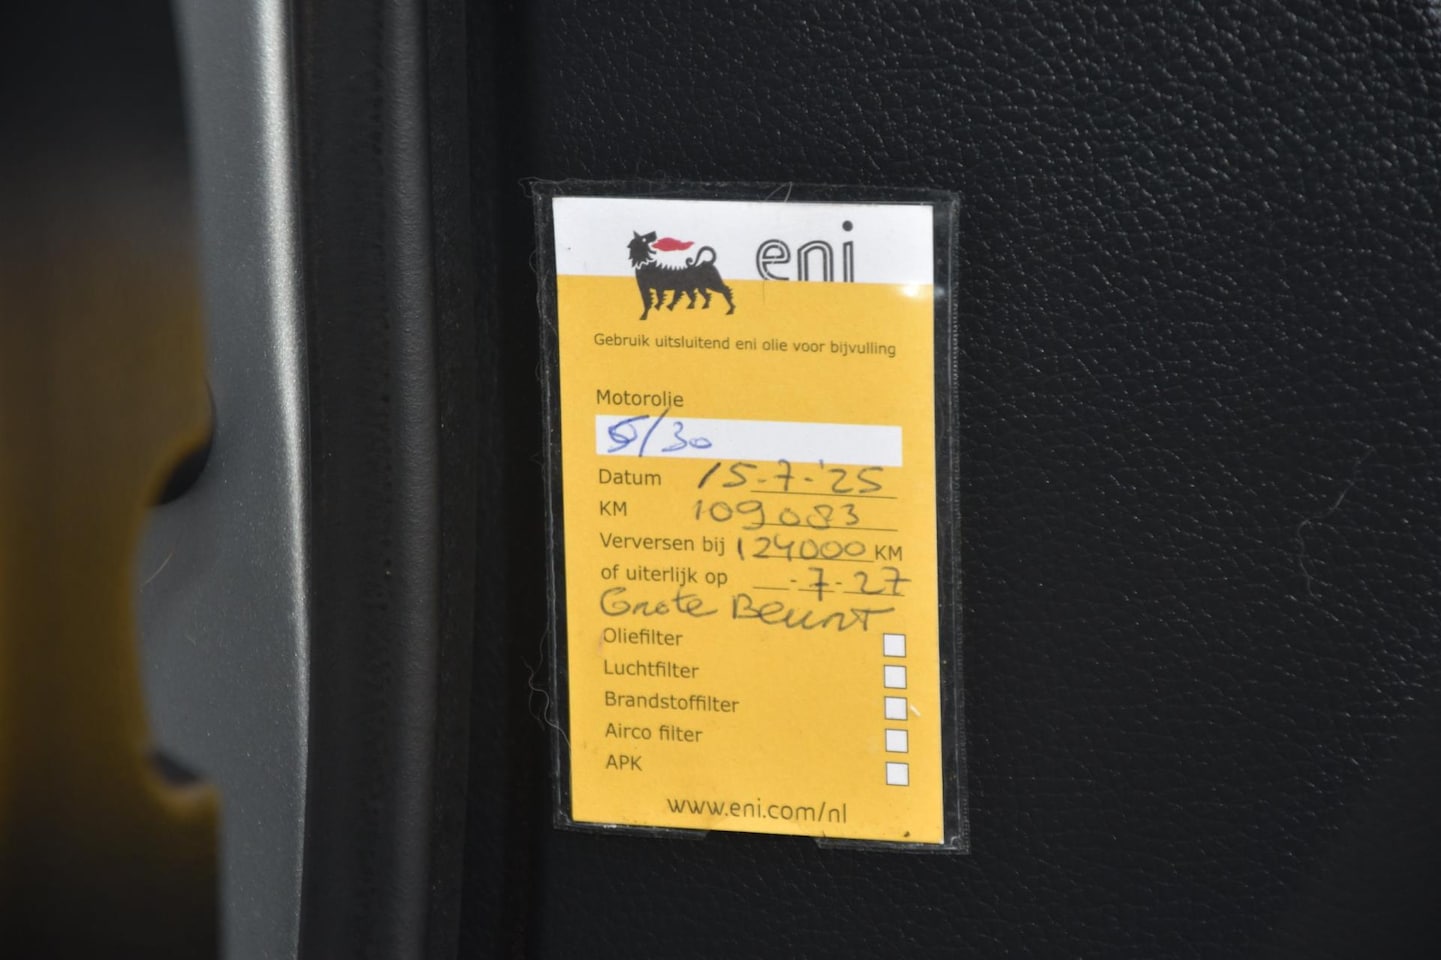 eni
Gebruik uitsluitend eni olie voor bijvulling
Motorolie
5/30
Datum 15-7-'25
KM 109083
Verversen bij 124000 KM
of uiterlijk op -7-27
Grote Beurt
Oliefilter
Luchtfilter
Brandstoffilter
Airco filter
APK
www.eni.com/nl